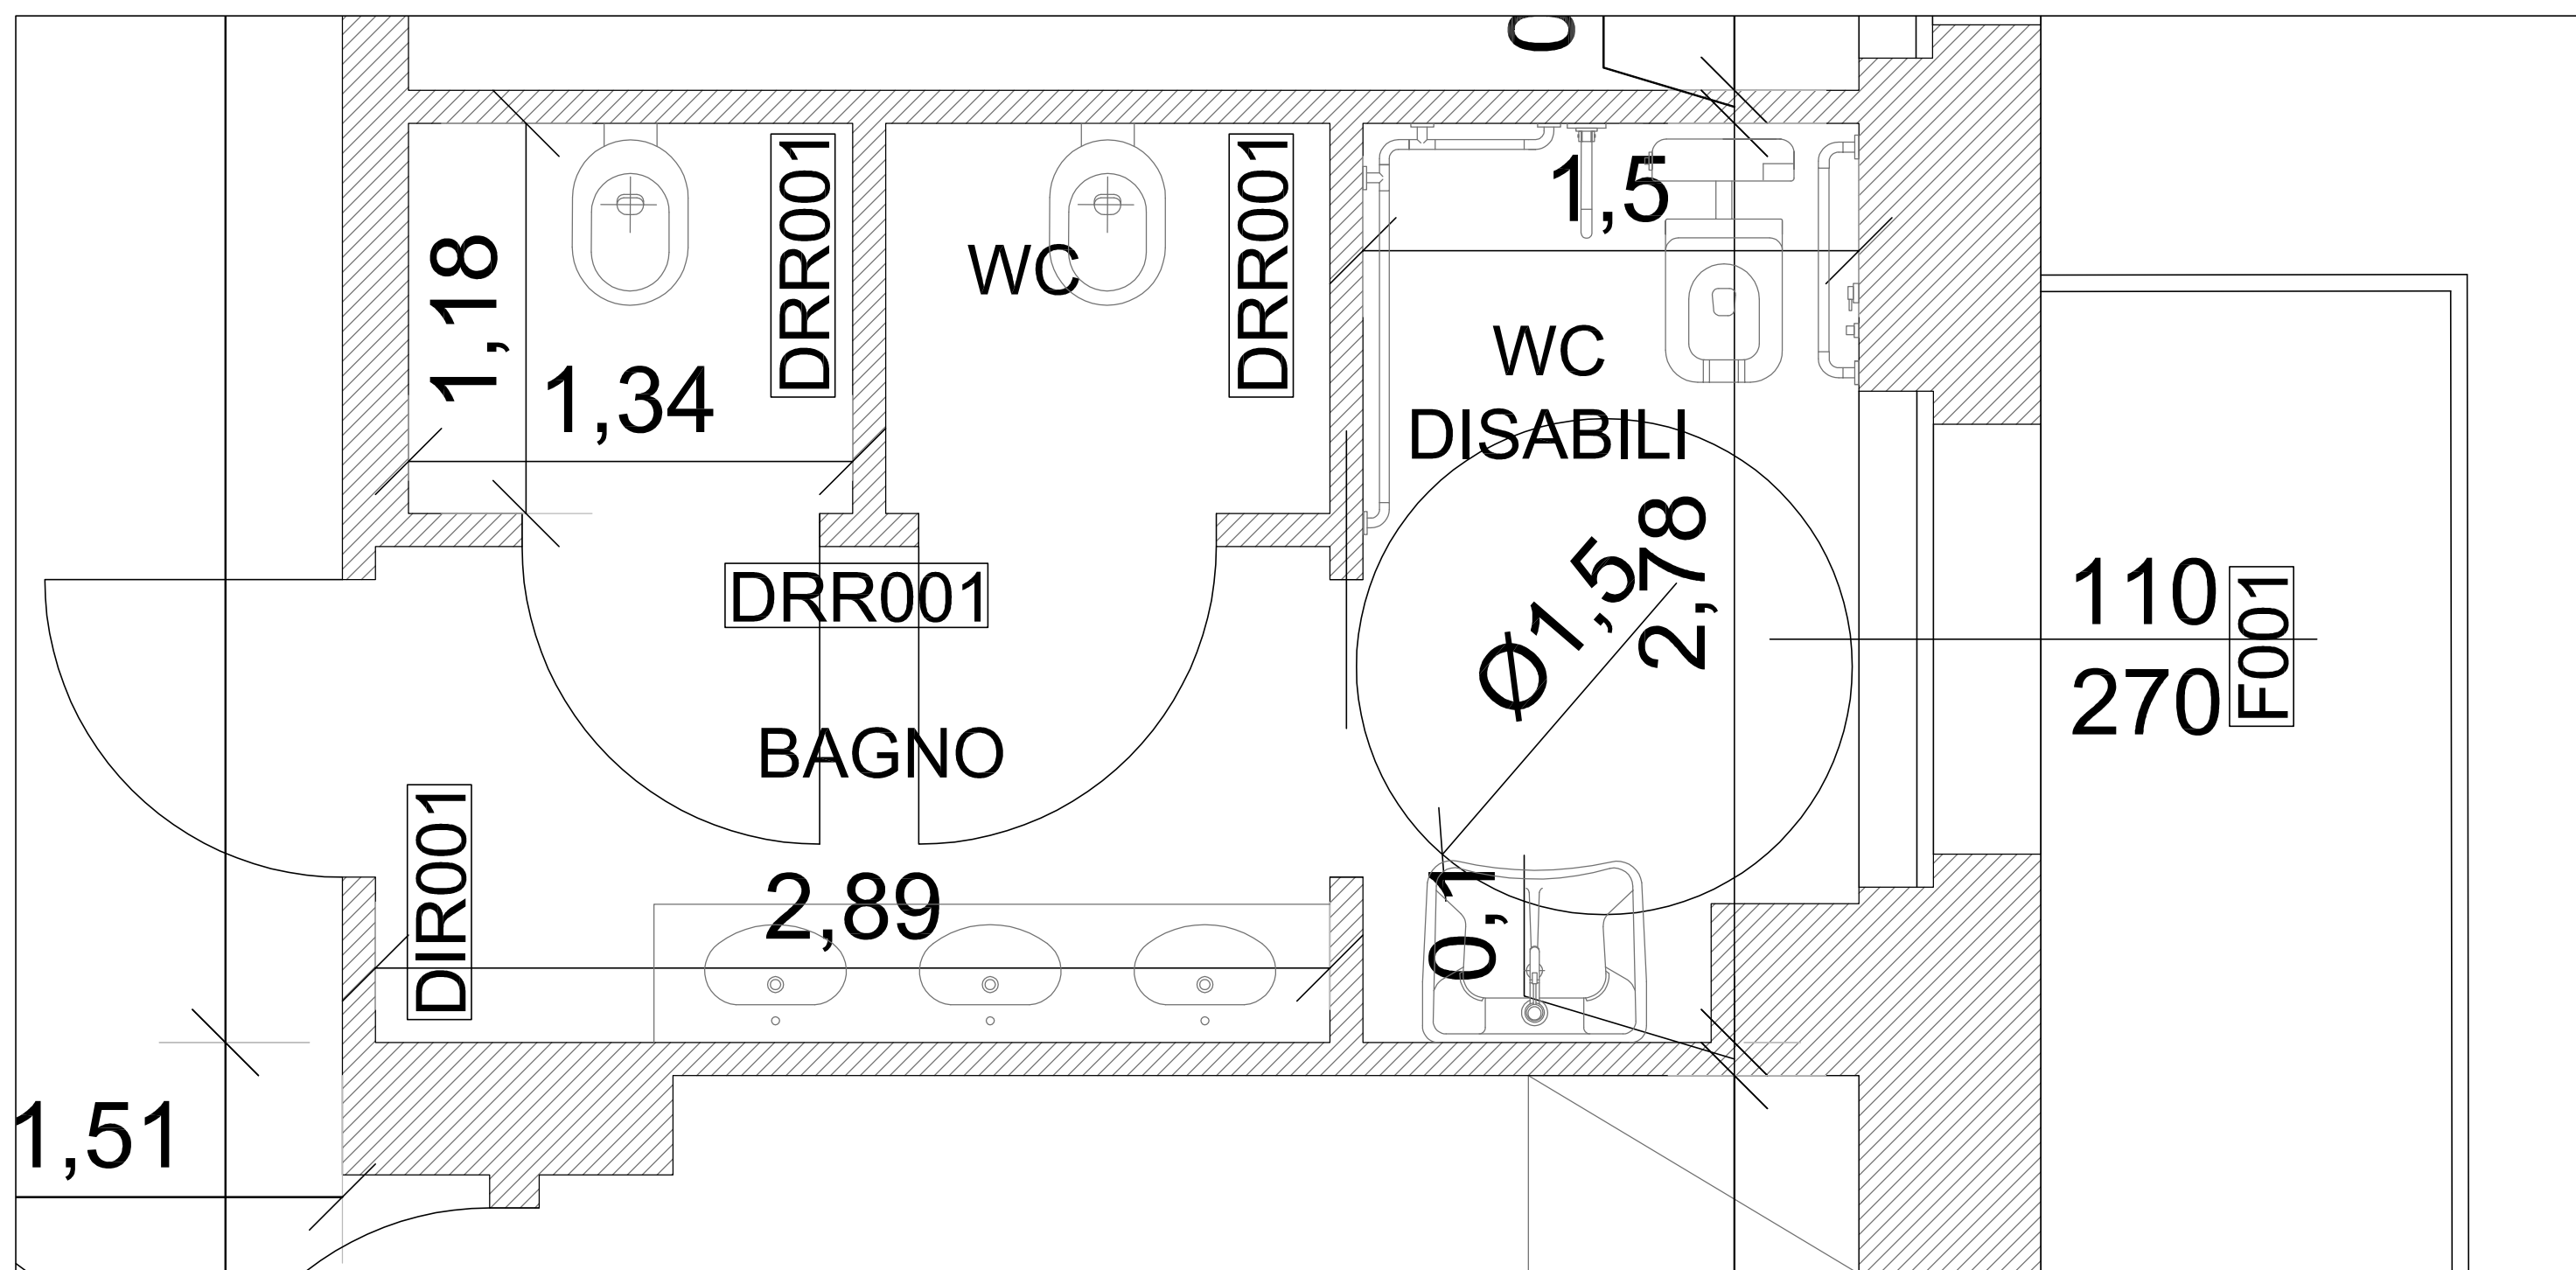 1,18
1,34
DRR001
WC
DRR001
1,5
WC
DISABILI
DRR001
Ø1,5
2,78
110
270
F001
BAGNO
DIR001
2,89
0,1
1,51